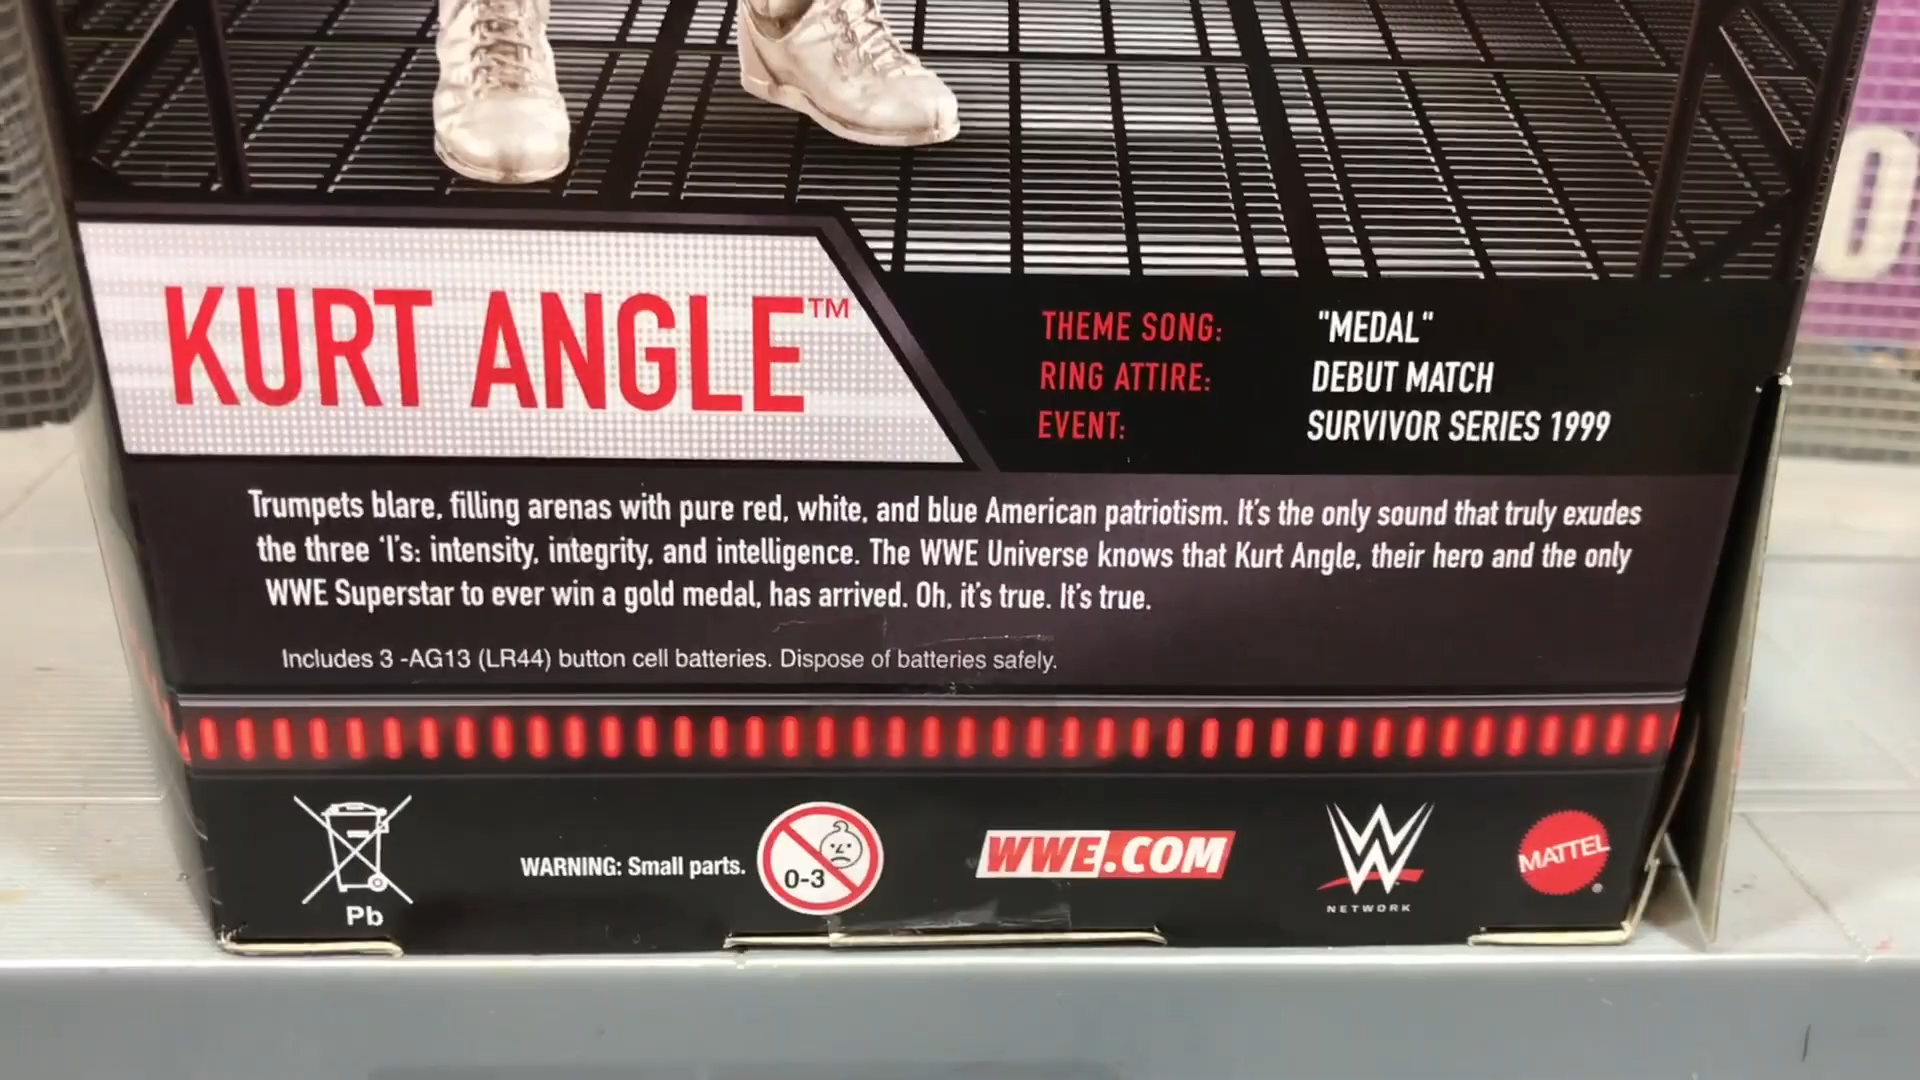 KURT ANGLE™
THEME SONG: "MEDAL"
RING ATTIRE: DEBUT MATCH
EVENT: SURVIVOR SERIES 1999
Trumpets blare, filling arenas with pure red, white, and blue American patriotism. It's the only sound that truly exudes
the three 'I's: intensity, integrity, and intelligence. The WWE Universe knows that Kurt Angle, their hero and the only
WWE Superstar to ever win a gold medal, has arrived. Oh, it's true. It's true.
Includes 3 -AG13 (LR44) button cell batteries. Dispose of batteries safely.
Pb
WARNING: Small parts.
0-3
WWE.COM
W
NETWORK
MATTEL
®